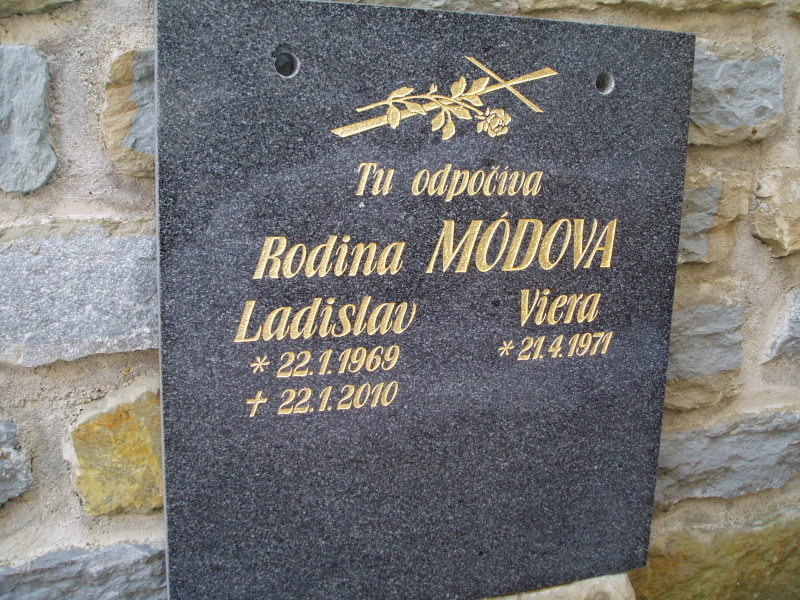 Tu odpočíva
Rodina MÓDOVA
Ladislav Viera
* 22.1.1969 * 21.4.1971
✝ 22.1.2010